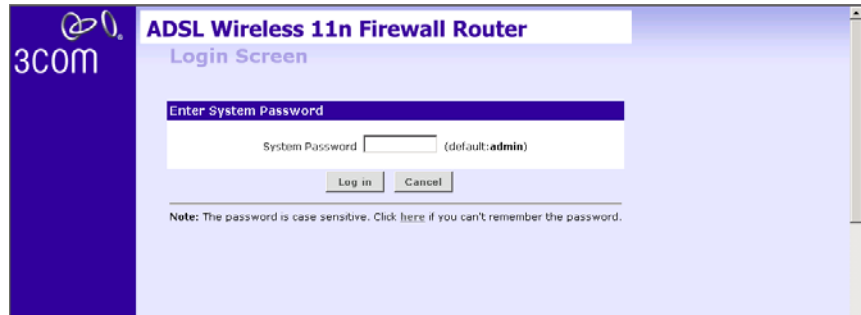 3COM
ADSL Wireless 11n Firewall Router
Login Screen
Enter System Password
System Password (default:admin)
Log in Cancel
Note: The password is case sensitive. Click here if you can't remember the password.